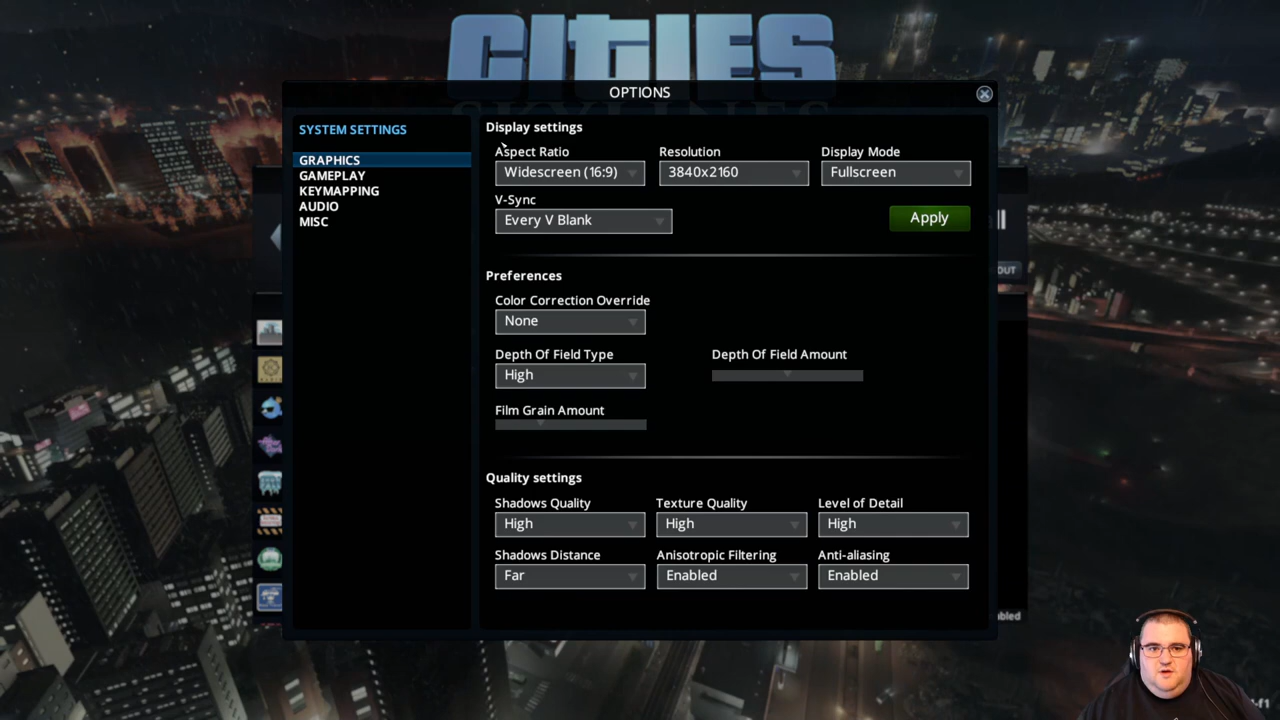 CITIES
SKYLINES
OPTIONS
SYSTEM SETTINGS
GRAPHICS
GAMEPLAY
KEYMAPPING
AUDIO
MISC
Display settings
Aspect Ratio
Resolution
Display Mode
Widescreen (16:9)
3840x2160
Fullscreen
V-Sync
Every V Blank
Apply
Preferences
Color Correction Override
None
Depth Of Field Type
Depth Of Field Amount
High
Film Grain Amount
Quality settings
Shadows Quality
Texture Quality
Level of Detail
High
High
High
Shadows Distance
Anisotropic Filtering
Anti-aliasing
Far
Enabled
Enabled